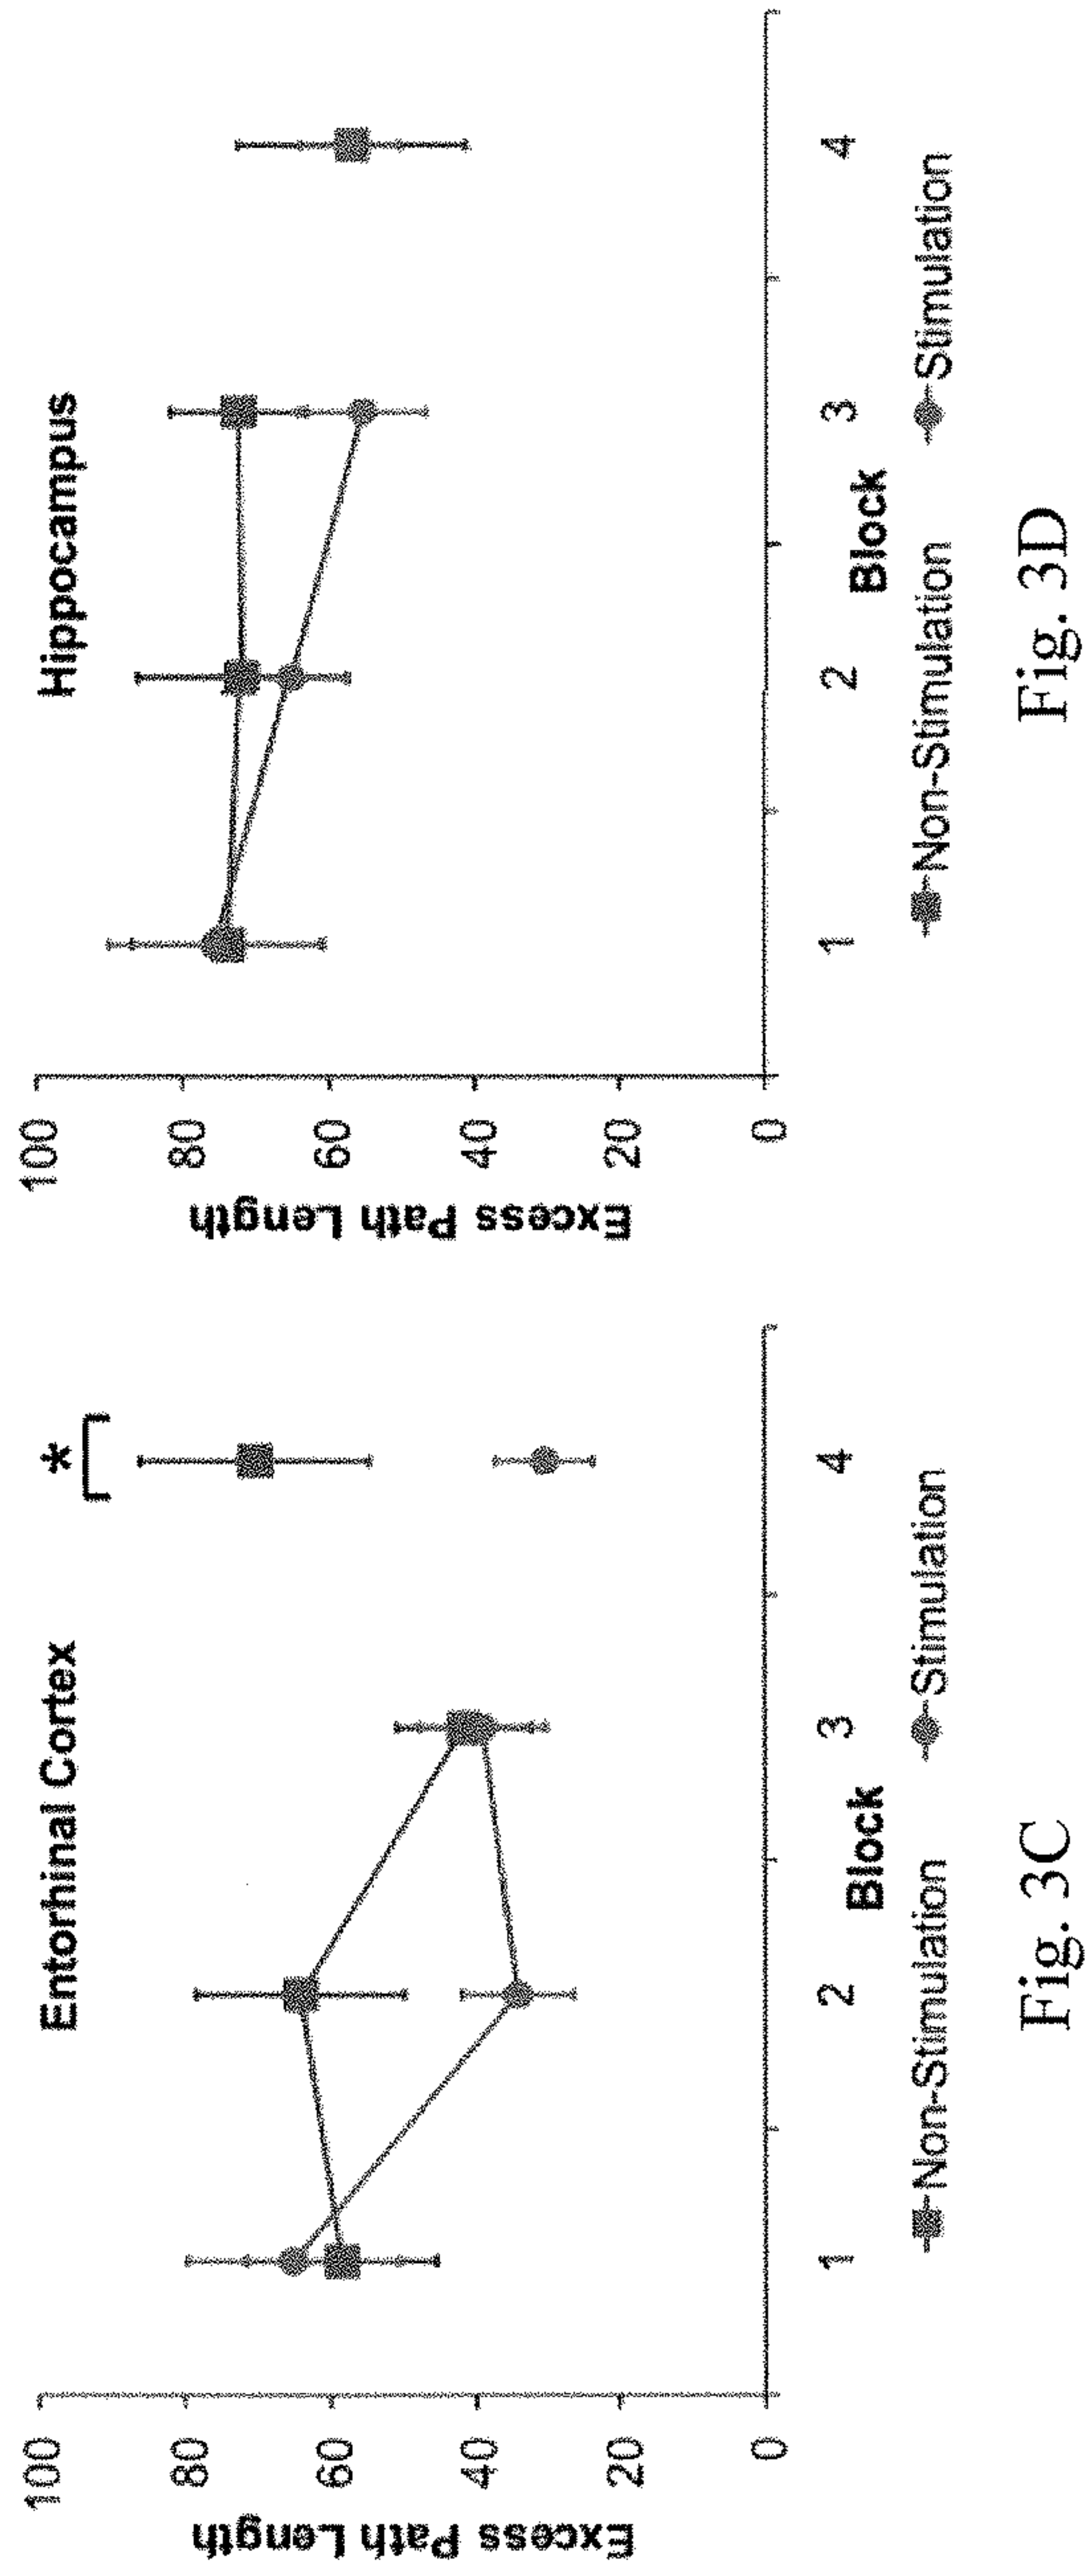 Entorhinal Cortex
*
Excess Path Length
100
80
60
40
20
0
1
2
3
4
Block
Non-Stimulation
Stimulation
Fig. 3C
Hippocampus
Excess Path Length
100
80
60
40
20
0
1
2
3
4
Block
Non-Stimulation
Stimulation
Fig. 3D